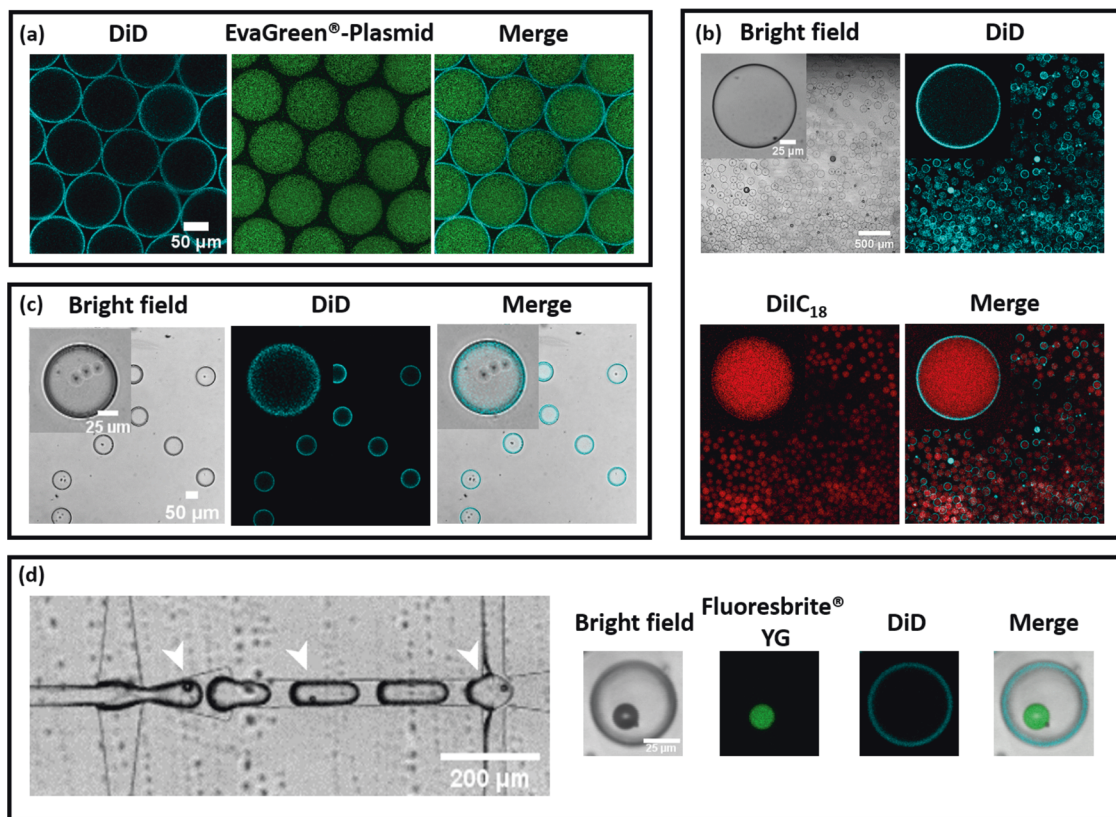 (a)
DiD EvaGreen®-Plasmid Merge
50 µm
(b)
Bright field DiD
25 µm
500 µm
DiIC18 Merge
(c)
Bright field DiD Merge
25 µm
50 µm
(d)
200 µm
Bright field Fluoresbrite® YG DiD Merge
25 µm